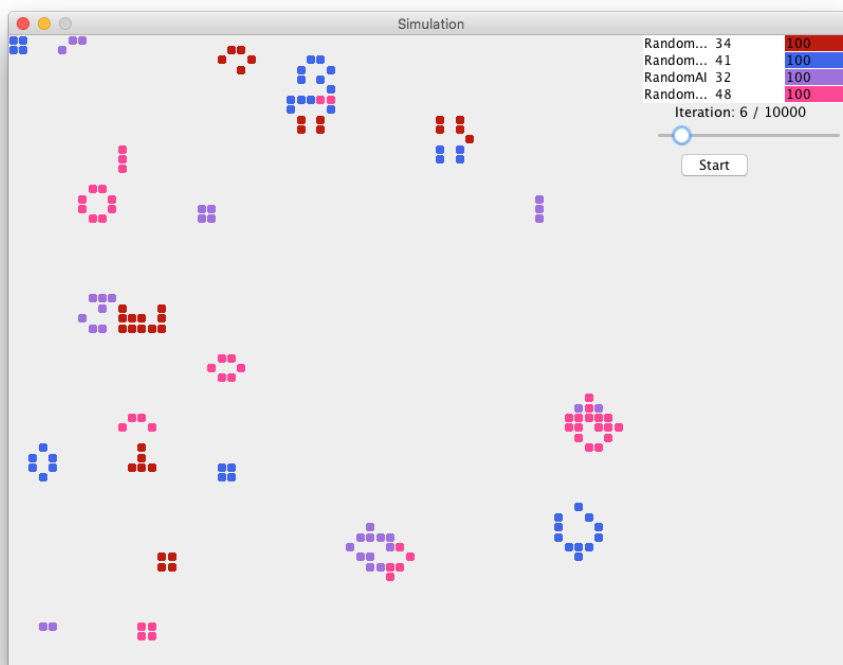 Simulation
Random... 34 100
Random... 41 100
RandomAI 32 100
Random... 48 100
Iteration: 6 / 10000
Start